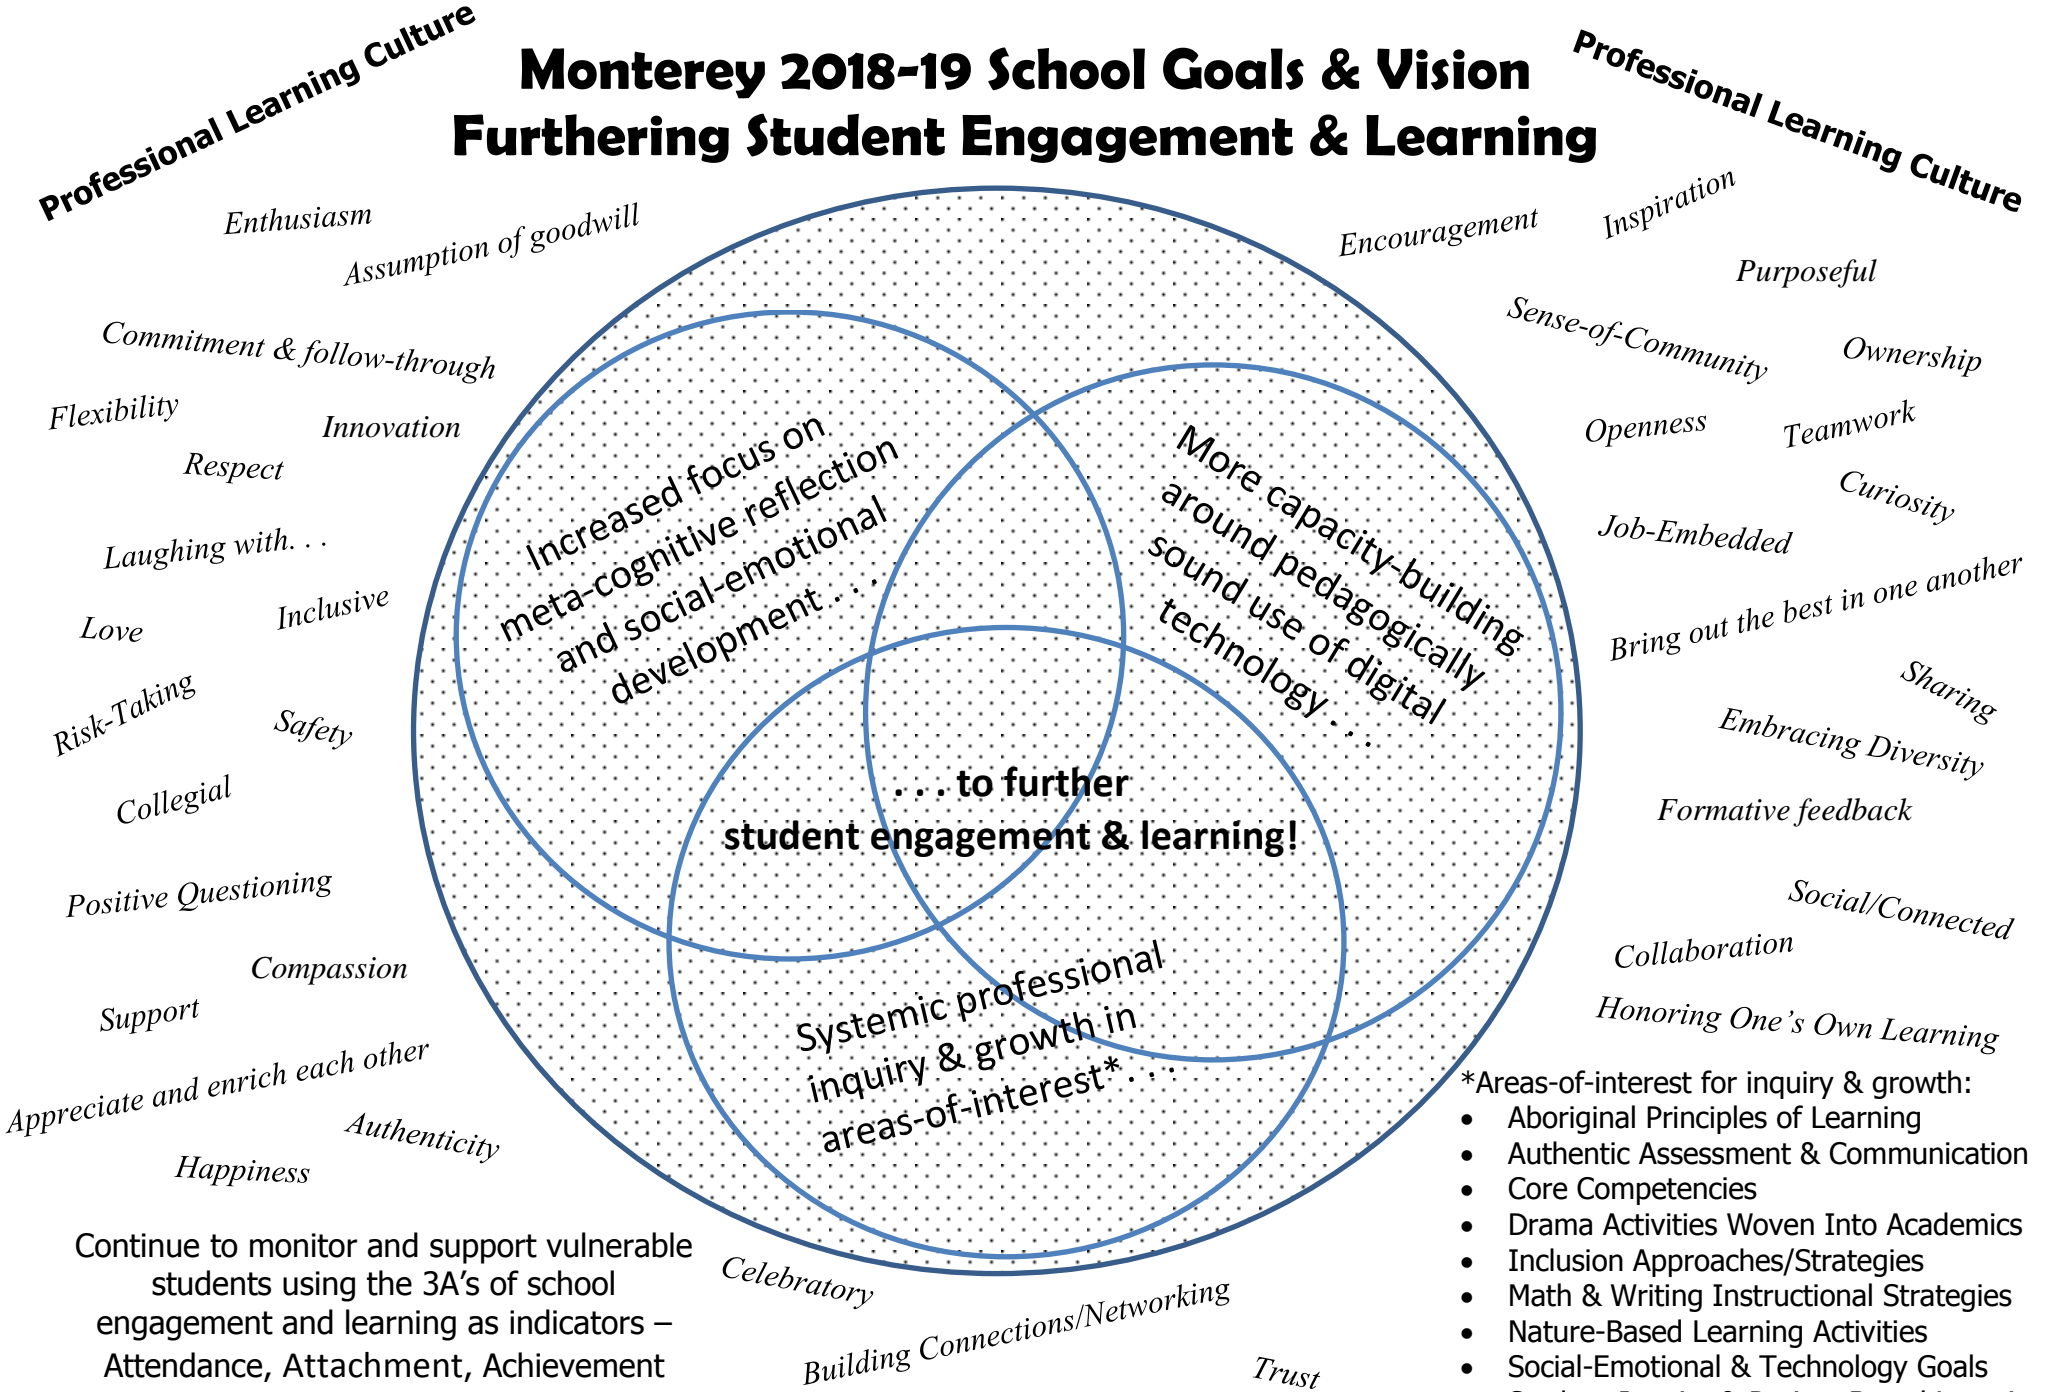 Professional Learning Culture
Monterey 2018-19 School Goals & Vision
Furthering Student Engagement & Learning
Professional Learning Culture
Enthusiasm
Assumption of goodwill
Commitment & follow-through
Flexibility
Innovation
Respect
Laughing with. . .
Love
Inclusive
Risk-Taking
Safety
Collegial
Positive Questioning
Compassion
Support
Appreciate and enrich each other
Authenticity
Happiness
Increased focus on
meta-cognitive reflection
and social-emotional
development . . .
More capacity-building
around pedagogically
sound use of digital
technology . . .
. . . to further
student engagement & learning!
Systemic professional
inquiry & growth in
areas-of-interest* . . .
Encouragement
Inspiration
Purposeful
Sense-of-Community
Ownership
Openness
Teamwork
Curiosity
Job-Embedded
Bring out the best in one another
Sharing
Embracing Diversity
Formative feedback
Social/Connected
Collaboration
Honoring One’s Own Learning
*Areas-of-interest for inquiry & growth:
• Aboriginal Principles of Learning
• Authentic Assessment & Communication
• Core Competencies
• Drama Activities Woven Into Academics
• Inclusion Approaches/Strategies
• Math & Writing Instructional Strategies
• Nature-Based Learning Activities
• Social-Emotional & Technology Goals
Continue to monitor and support vulnerable
students using the 3A’s of school
engagement and learning as indicators –
Attendance, Attachment, Achievement
Celebratory
Building Connections/Networking
Trust